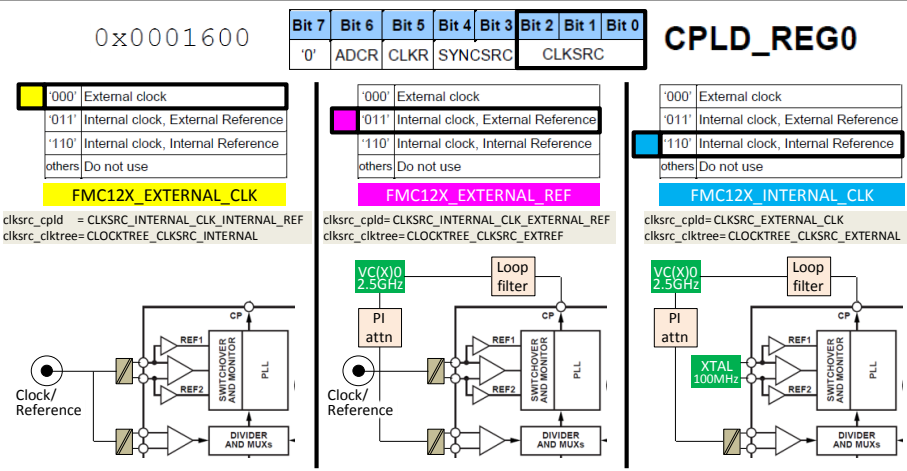 0x0001600
Bit 7 Bit 6 Bit 5 Bit 4 Bit 3 Bit 2 Bit 1 Bit 0
'0' ADCR CLKR SYNCSRC CLKSRC
CPLD_REG0
'000' External clock
'011' Internal clock, External Reference
'110' Internal clock, Internal Reference
others Do not use
FMC12X_EXTERNAL_CLK
clksrc_cpld = CLKSRC_INTERNAL_CLK_INTERNAL_REF
clksrc_clktree= CLOCKTREE_CLKSRC_INTERNAL
CP
REF1
REF2
SWITCHOVER
AND MONITOR
PLL
Clock/
Reference
DIVIDER
AND MUXs
'000' External clock
'011' Internal clock, External Reference
'110' Internal clock, Internal Reference
others Do not use
FMC12X_EXTERNAL_REF
clksrc_cpld= CLKSRC_INTERNAL_CLK_EXTERNAL_REF
clksrc_clktree= CLOCKTREE_CLKSRC_EXTREF
VC(X)0
2.5GHz
Loop
filter
PI
attn
CP
REF1
REF2
SWITCHOVER
AND MONITOR
PLL
Clock/
Reference
DIVIDER
AND MUXs
'000' External clock
'011' Internal clock, External Reference
'110' Internal clock, Internal Reference
others Do not use
FMC12X_INTERNAL_CLK
clksrc_cpld= CLKSRC_EXTERNAL_CLK
clksrc_clktree= CLOCKTREE_CLKSRC_EXTERNAL
VC(X)0
2.5GHz
Loop
filter
PI
attn
CP
XTAL
100MHz
REF1
REF2
SWITCHOVER
AND MONITOR
PLL
DIVIDER
AND MUXs